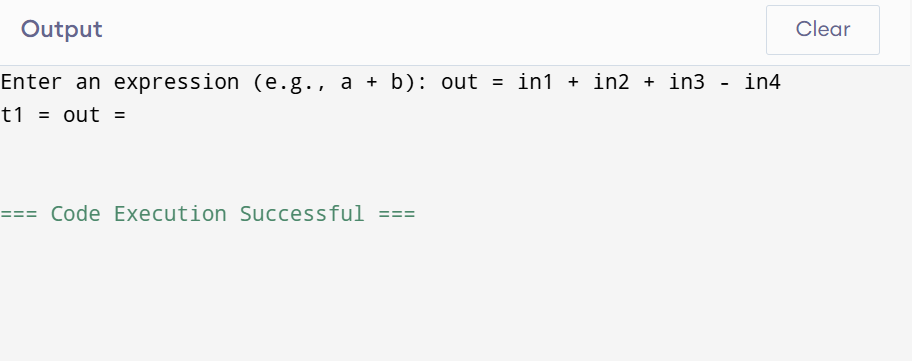 Output
Clear
Enter an expression (e.g., a + b): out = in1 + in2 + in3 - in4
t1 = out =
=== Code Execution Successful ===